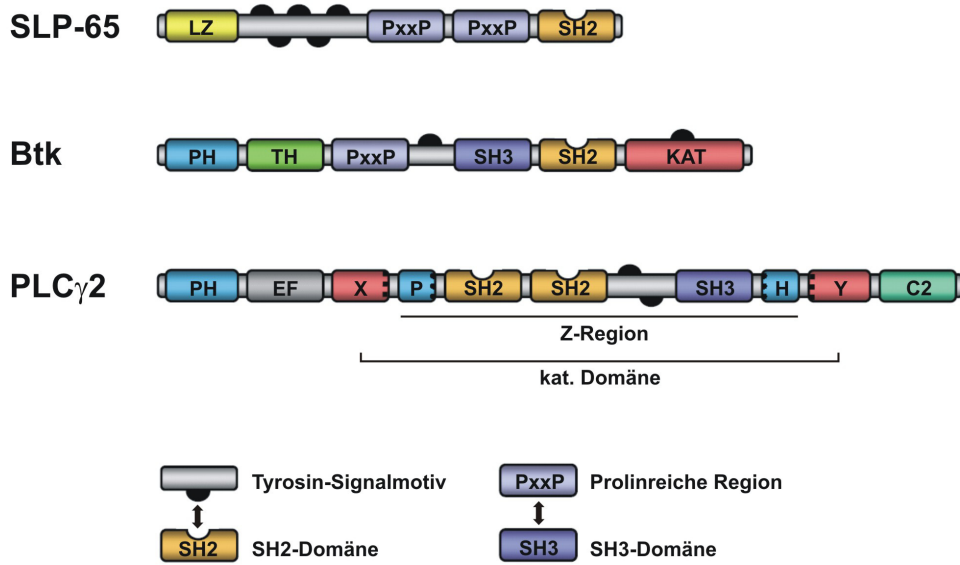 SLP-65 LZ PxxP PxxP SH2
Btk PH TH PxxP SH3 SH2 KAT
PLCγ2 PH EF X P SH2 SH2 SH3 H Y C2
Z-Region
kat. Domäne
Tyrosin-Signalmotiv PxxP Prolinreiche Region
SH2 SH2-Domäne SH3 SH3-Domäne